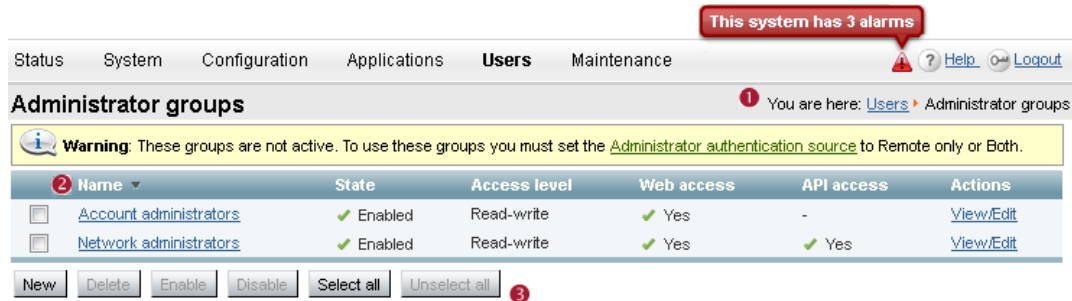 This system has 3 alarms
Status System Configuration Applications Users Maintenance ? Help Logout
Administrator groups 1 You are here: Users Administrator groups
i Warning: These groups are not active. To use these groups you must set the Administrator authentication source to Remote only or Both.
2 Name State Access level Web access API access Actions
Account administrators Enabled Read-write Yes - View/Edit
Network administrators Enabled Read-write Yes Yes View/Edit
New Delete Enable Disable Select all Unselect all 3